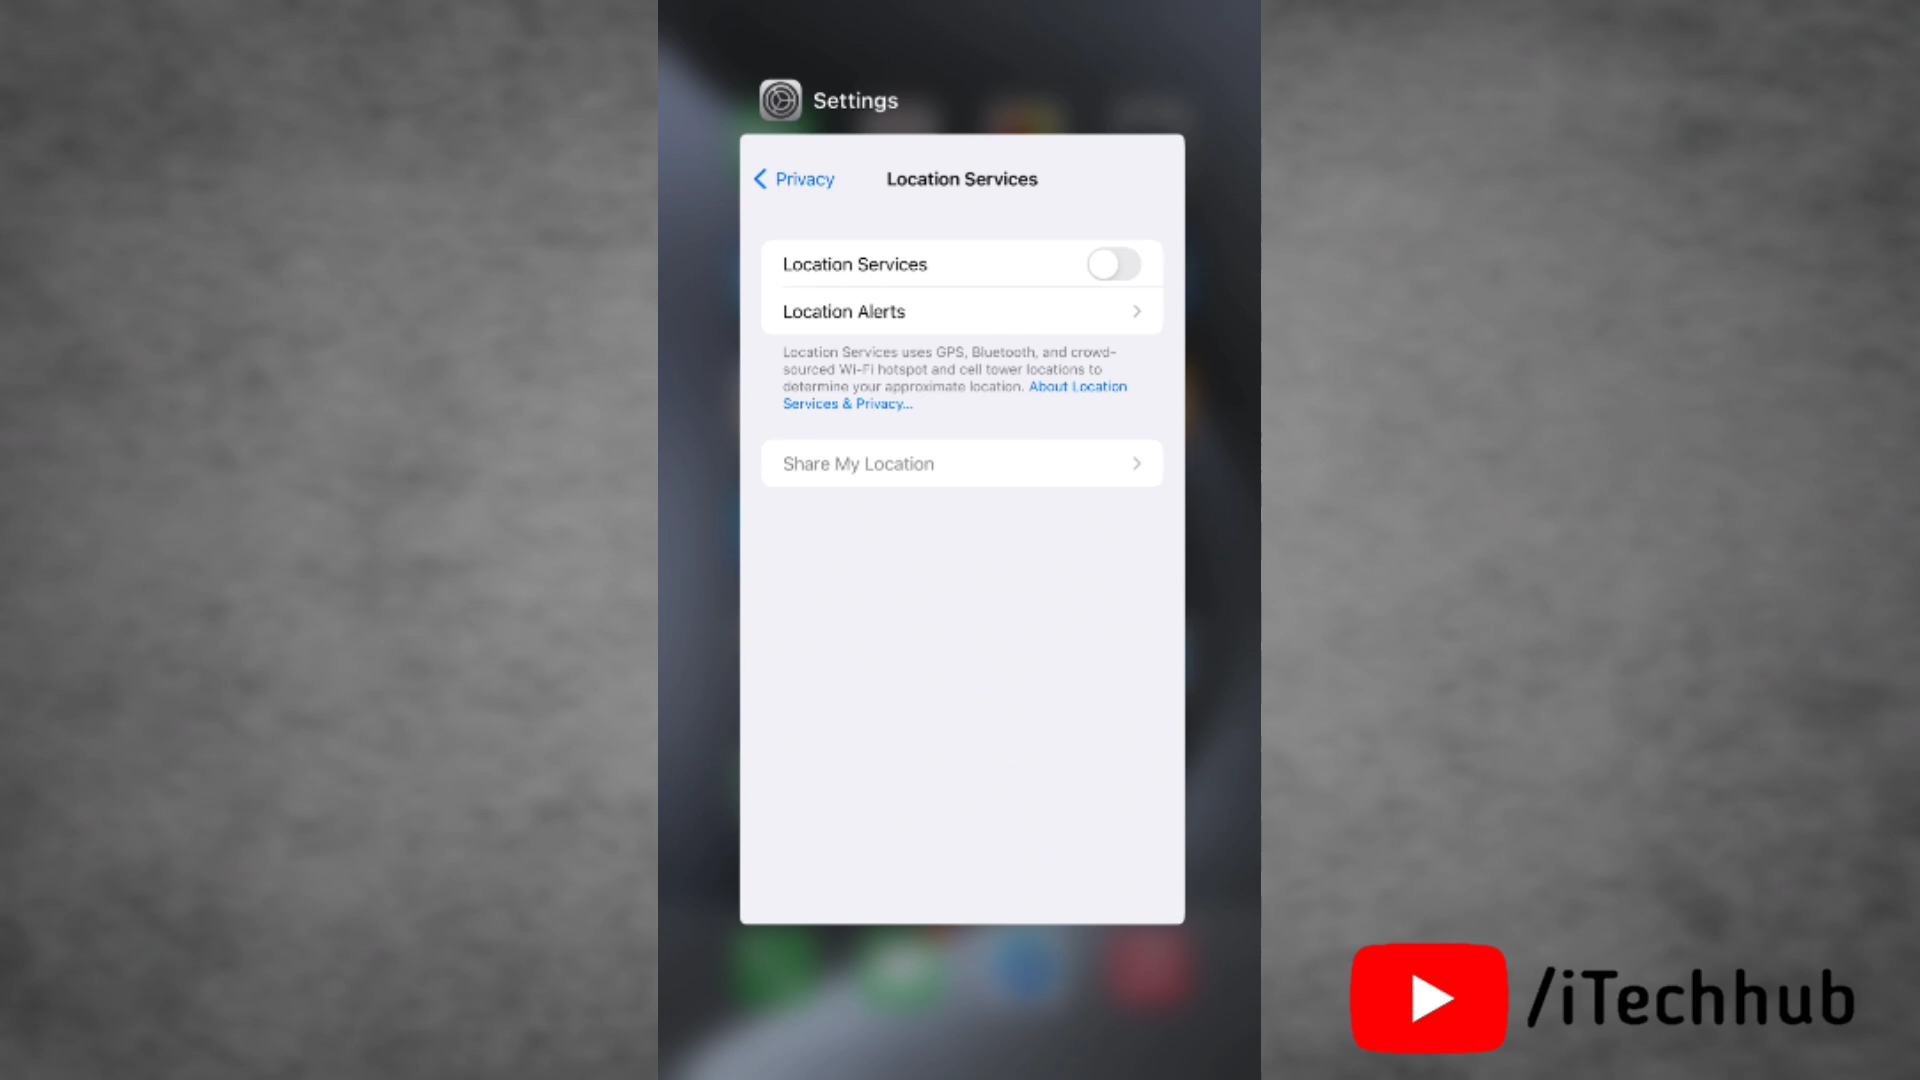 Settings
Privacy
Location Services
Location Services
Location Alerts
Location Services uses GPS, Bluetooth, and crowd-
sourced Wi-Fi hotspot and cell tower locations to
determine your approximate location. About Location
Services & Privacy...
Share My Location
/iTechhub